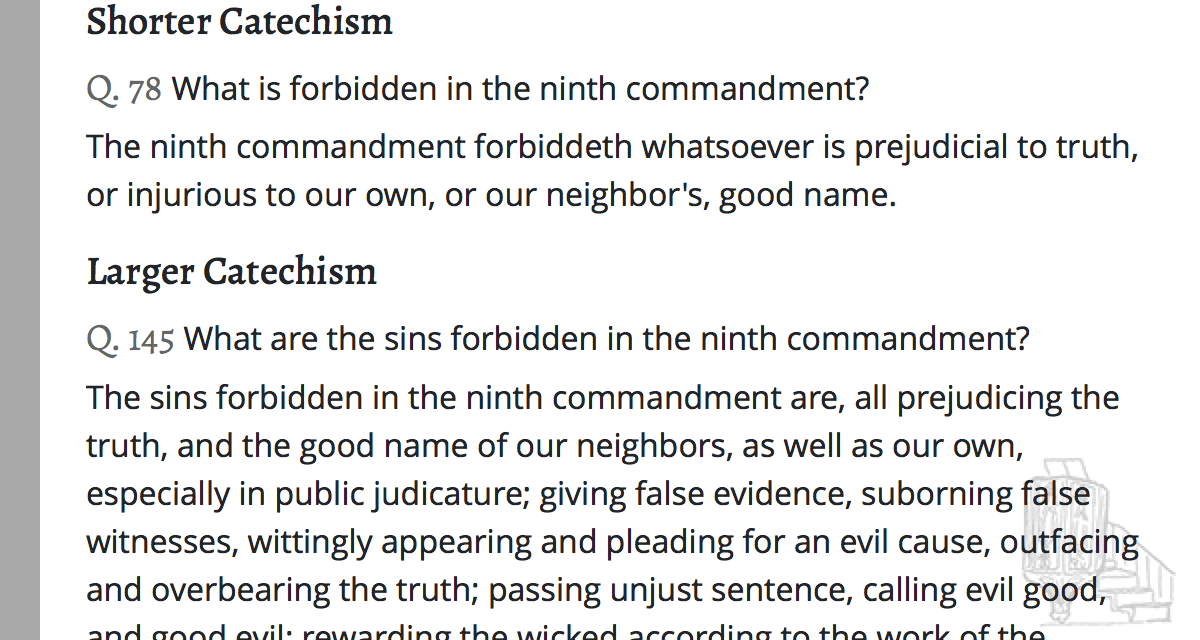 Shorter Catechism
Q. 78 What is forbidden in the ninth commandment?
The ninth commandment forbiddeth whatsoever is prejudicial to truth,
or injurious to our own, or our neighbor's, good name.
Larger Catechism
Q. 145 What are the sins forbidden in the ninth commandment?
The sins forbidden in the ninth commandment are, all prejudicing the
truth, and the good name of our neighbors, as well as our own,
especially in public judicature; giving false evidence, suborning false
witnesses, wittingly appearing and pleading for an evil cause, outfacing
and overbearing the truth; passing unjust sentence, calling evil good,
and good evil; rewarding the wicked according to the work of the